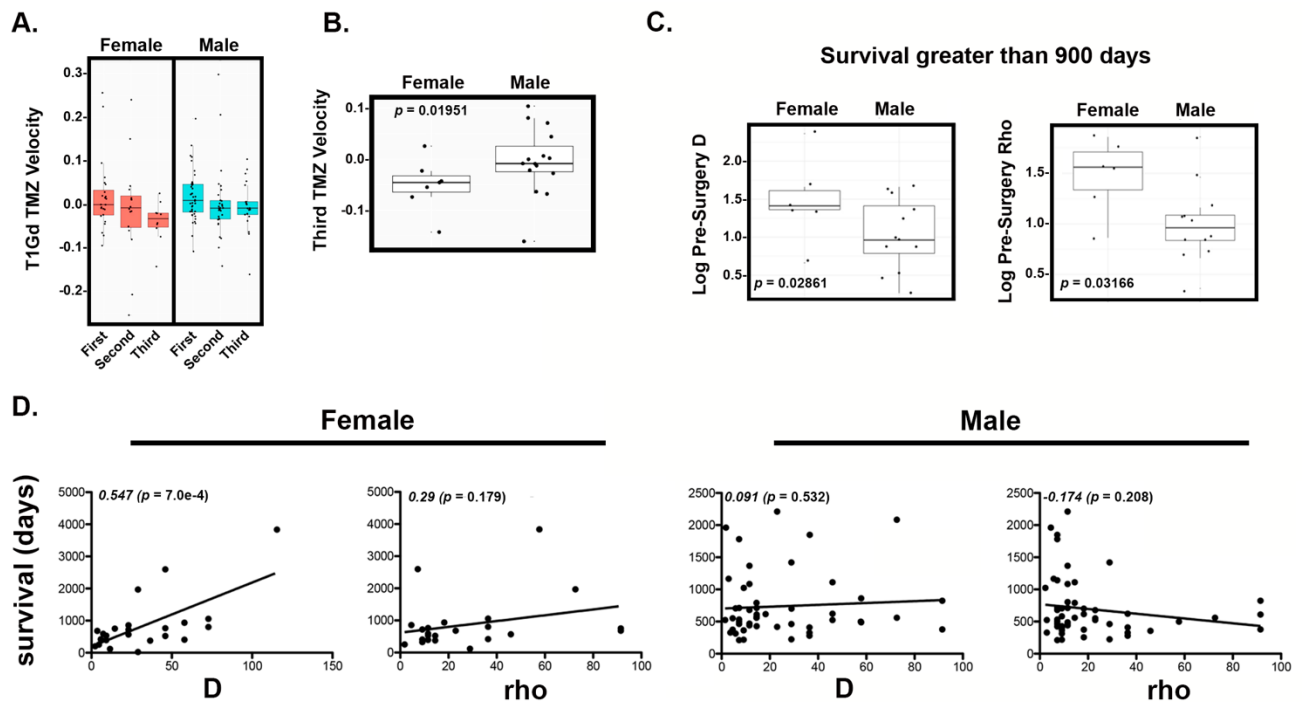 A.
Female Male
T1Gd TMZ Velocity
0.3
0.2
0.1
0.0
-0.1
-0.2
First Second Third First Second Third
B.
Female Male
p = 0.01951
Third TMZ Velocity
0.1
0.0
-0.1
C.
Survival greater than 900 days
Female Male
Log Pre-Surgery D
2.0
1.5
1.0
0.5
p = 0.02861
Female Male
Log Pre-Surgery Rho
1.5
1.0
0.5
p = 0.03166
D.
Female
Male
survival (days)
0.547 (p = 7.0e-4)
5000
4000
3000
2000
1000
0
0 50 100 150
D
0.29 (p = 0.179)
5000
4000
3000
2000
1000
0
0 20 40 60 80 100
rho
0.091 (p = 0.532)
2500
2000
1500
1000
500
0
0 20 40 60 80 100
D
-0.174 (p = 0.208)
2500
2000
1500
1000
500
0
0 20 40 60 80 100
rho